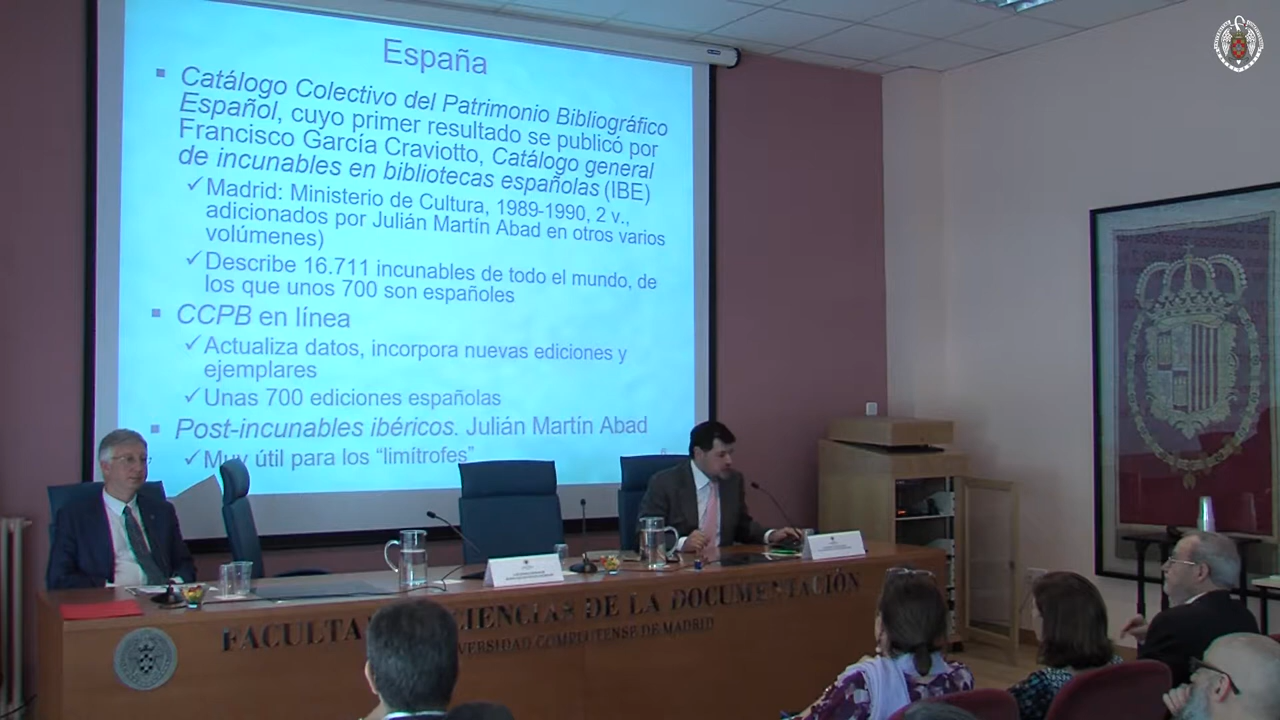 España
▪ Catálogo Colectivo del Patrimonio Bibliográfico
Español, cuyo primer resultado se publicó por
Francisco García Craviotto, Catálogo general
de incunables en bibliotecas españolas (IBE)
✓Madrid: Ministerio de Cultura, 1989-1990, 2 v.,
adicionados por Julián Martín Abad en otros varios
volúmenes)
✓Describe 16.711 incunables de todo el mundo, de
los que unos 700 son españoles
▪ CCPB en línea
✓Actualiza datos, incorpora nuevas ediciones y
ejemplares
✓Unas 700 ediciones españolas
▪ Post-incunables ibéricos. Julián Martín Abad
✓Muy útil para los “limítrofes”
FACULTA CIENCIAS DE LA DOCUMENTACIÓN
VERSIDAD COMPLUTENSE DE MADRID